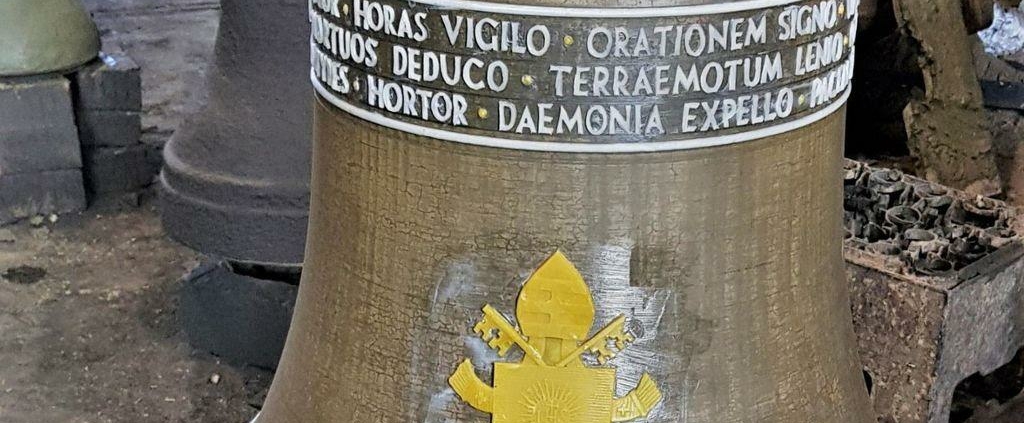 HORAS VIGILO · ORATIONEM SIGNO
DEDUCO · TERRAEMOTUM LENIO
HORTOR · DAEMONIA EXPELLO